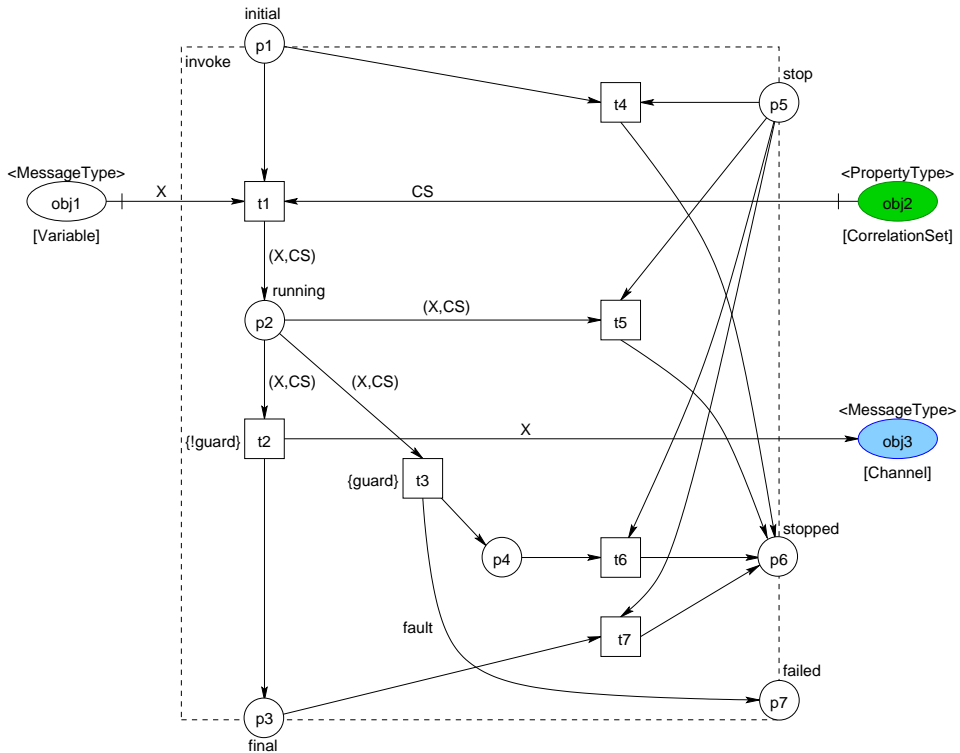 initial
p1
invoke
stop
t4
p5
<MessageType>
X
obj1
[Variable]
t1
CS
<PropertyType>
obj2
[CorrelationSet]
(X,CS)
running
p2
(X,CS)
t5
(X,CS)
(X,CS)
{!guard}
t2
X
<MessageType>
obj3
[Channel]
{guard}
t3
stopped
p4
t6
p6
fault
t7
failed
p7
p3
final